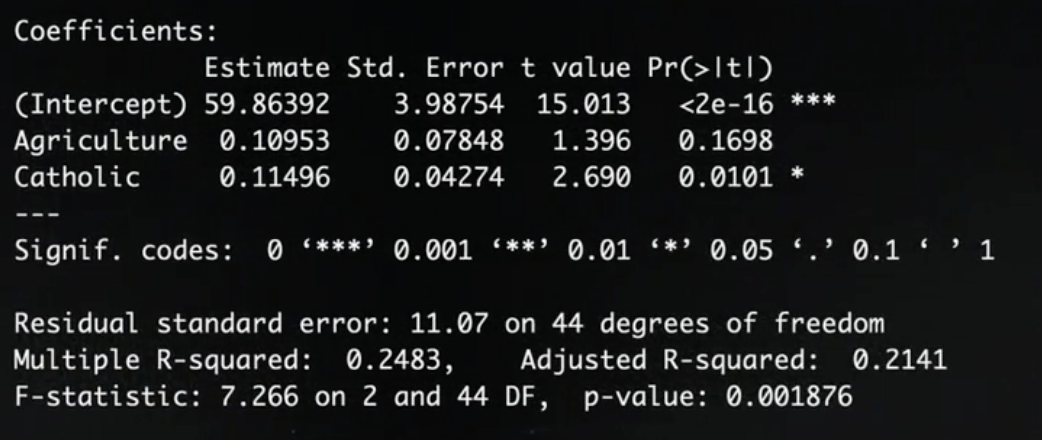 Coefficients:
Estimate Std. Error t value Pr(>|t|)
(Intercept) 59.86392 3.98754 15.013 <2e-16 ***
Agriculture 0.10953 0.07848 1.396 0.1698
Catholic 0.11496 0.04274 2.690 0.0101 *
---
Signif. codes: 0 ‘***’ 0.001 ‘**’ 0.01 ‘*’ 0.05 ‘.’ 0.1 ‘ ’ 1
Residual standard error: 11.07 on 44 degrees of freedom
Multiple R-squared: 0.2483, Adjusted R-squared: 0.2141
F-statistic: 7.266 on 2 and 44 DF, p-value: 0.001876